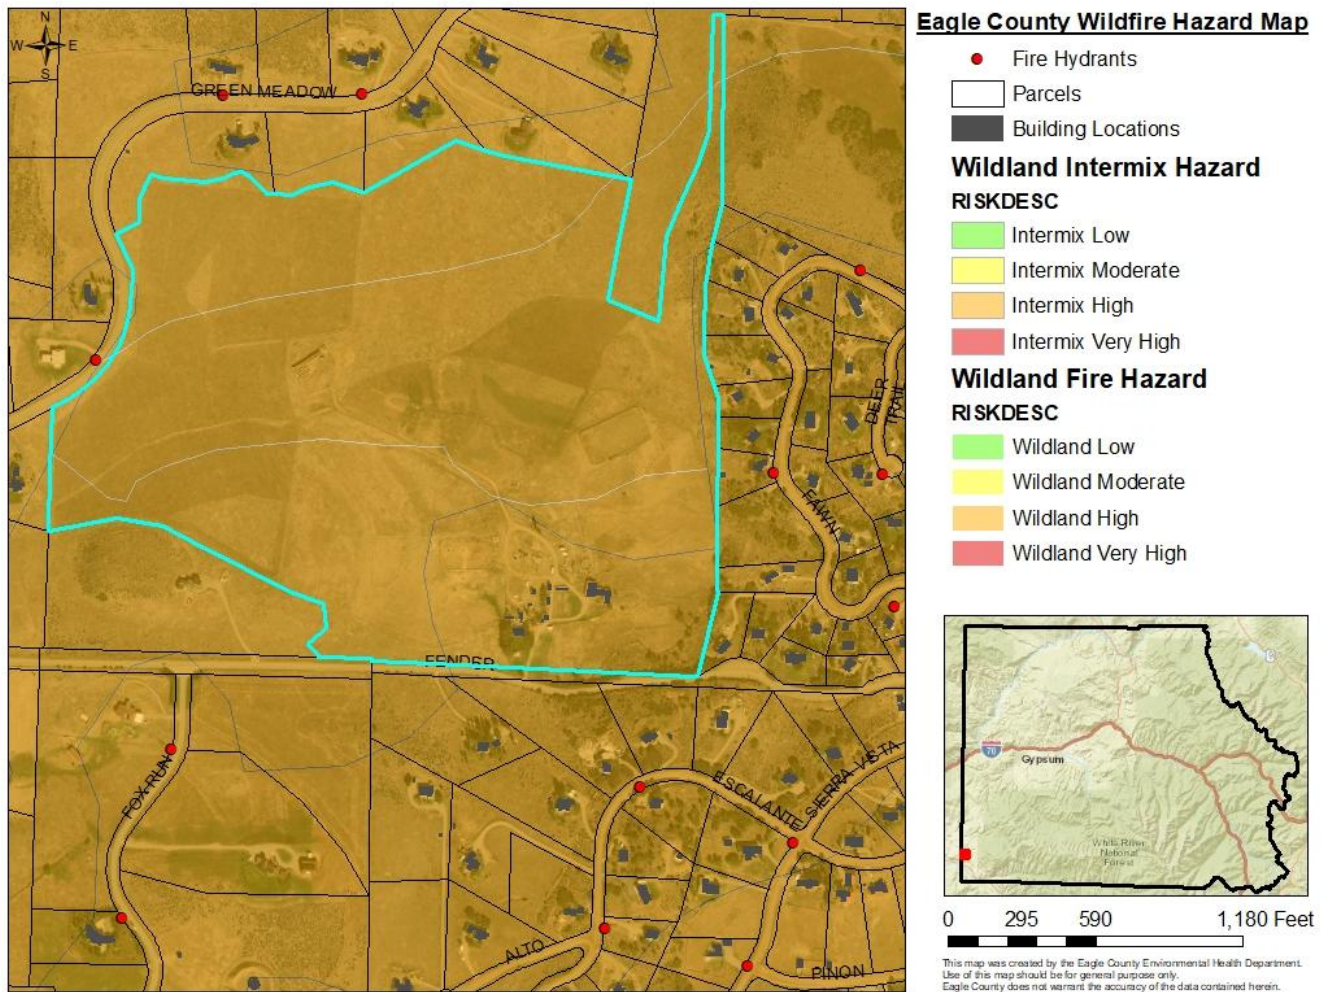 N
W E
S
GREEN MEADOW
DEER
TRAIL
FAWN
FENDER
FOX RUN
ESCALANTE
SIERRA VISTA
ALTO
PINON
Eagle County Wildfire Hazard Map
Fire Hydrants
Parcels
Building Locations
Wildland Intermix Hazard
RISKDESC
Intermix Low
Intermix Moderate
Intermix High
Intermix Very High
Wildland Fire Hazard
RISKDESC
Wildland Low
Wildland Moderate
Wildland High
Wildland Very High
70
Gypsum
White River
National
Forest
0 295 590 1,180 Feet
This map was created by the Eagle County Environmental Health Department.
Use of this map should be for general purpose only.
Eagle County does not warrant the accuracy of the data contained herein.